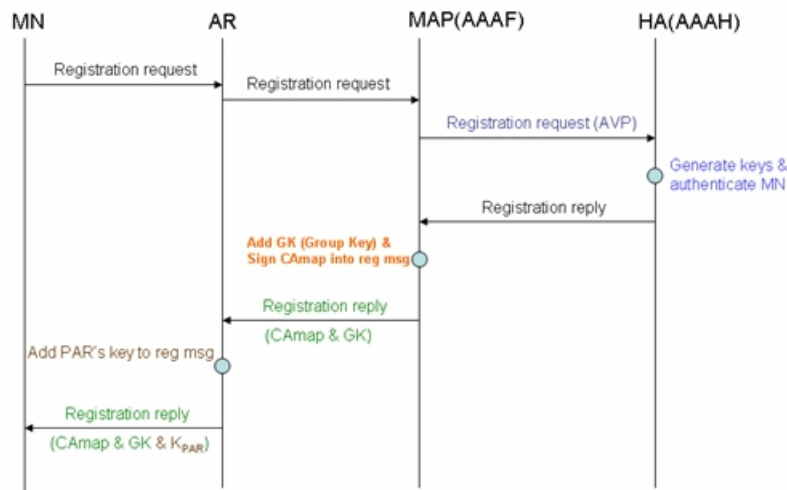 MN AR MAP(AAAF) HA(AAAH)
Registration request
Registration request
Registration request (AVP)
Generate keys &
authenticate MN
Registration reply
Add GK (Group Key) &
Sign CAmap into reg msg
Registration reply
(CAmap & GK)
Add PAR's key to reg msg
Registration reply
(CAmap & GK & KPAR)